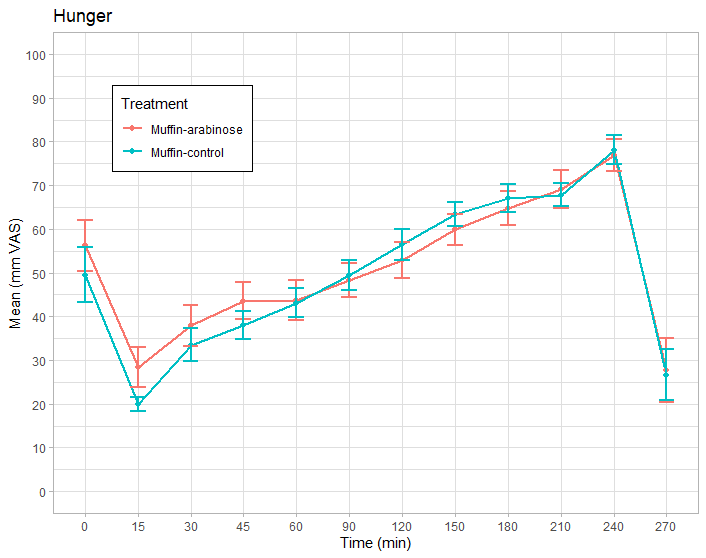 Hunger
100
90
80
70
60
50
40
30
20
10
0
Mean (mm VAS)
Treatment
Muffin-arabinose
Muffin-control
0 15 30 45 60 90 120 150 180 210 240 270
Time (min)